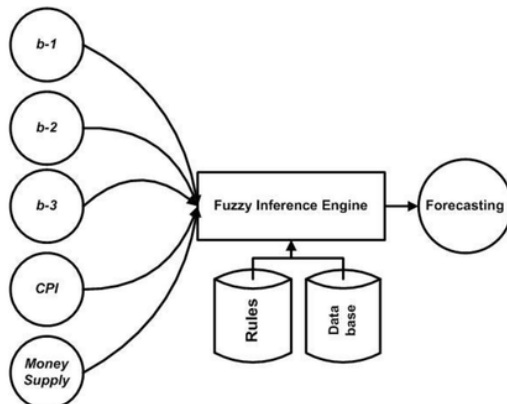 b-1
b-2
b-3
CPI
Money
Supply
Fuzzy Inference Engine
Forecasting
Rules
Data
base